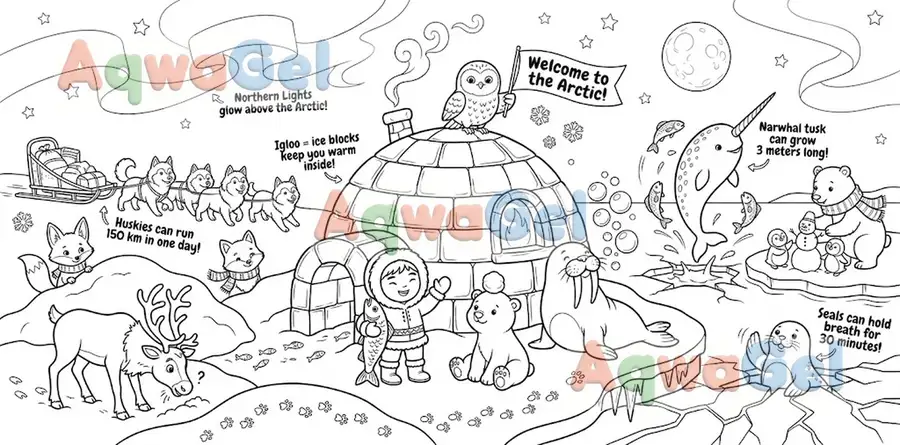 AqwaGel
Northern Lights
glow above the Arctic!
Welcome to
the Arctic!
Igloo = ice blocks
keep you warm
inside!
Narwhal tusk
can grow
3 meters long!
Huskies can run
150 km in one day!
AqwaGel
Seals can hold
breath for
30 minutes!
?
AqwaGel